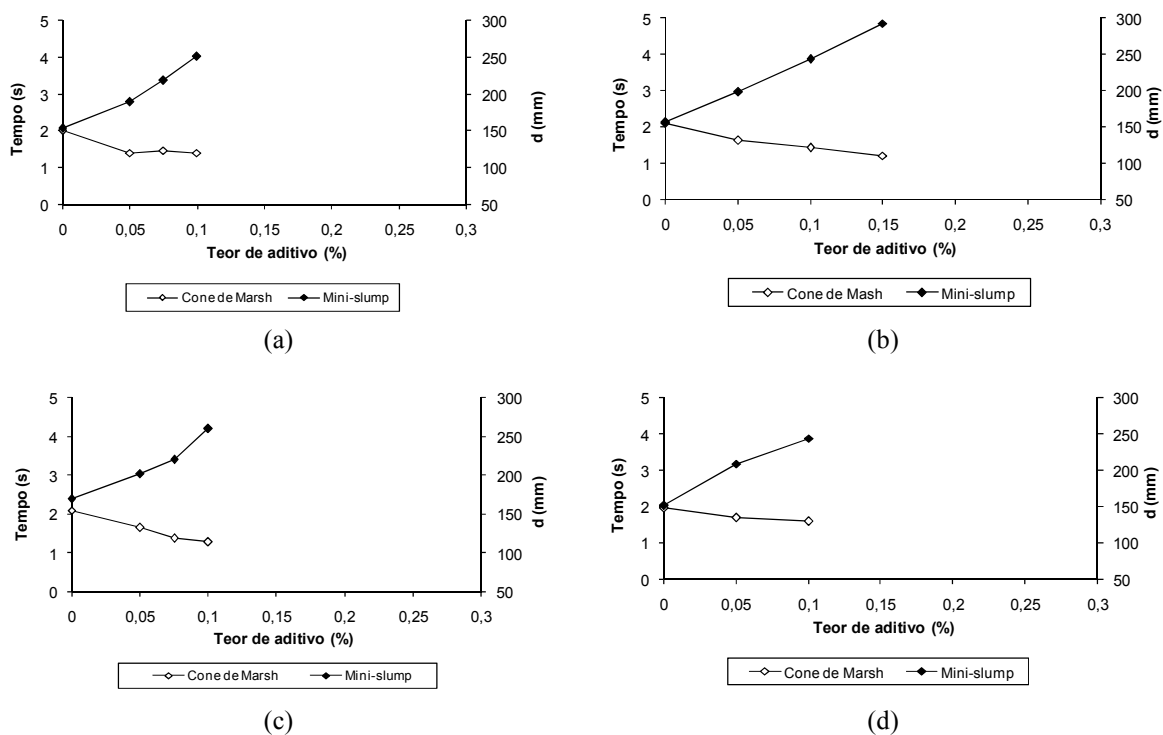 5
4
3
2
1
0
Tempo (s)
300
250
200
150
100
50
d (mm)
0 0,05 0,1 0,15 0,2 0,25 0,3
Teor de aditivo (%)
Cone de Marsh Mini-slump
(a)
5
4
3
2
1
0
Tempo (s)
300
250
200
150
100
50
d (mm)
0 0,05 0,1 0,15 0,2 0,25 0,3
Teor de aditivo (%)
Cone de Mash Mini-slump
(b)
5
4
3
2
1
0
Tempo (s)
300
250
200
150
100
50
d (mm)
0 0,05 0,1 0,15 0,2 0,25 0,3
Teor de aditivo (%)
Cone de Marsh Mini-slump
(c)
5
4
3
2
1
0
Tempo (s)
300
250
200
150
100
50
d (mm)
0 0,05 0,1 0,15 0,2 0,25 0,3
Teor de aditivo (%)
Cone de Marsh Mini-slump
(d)